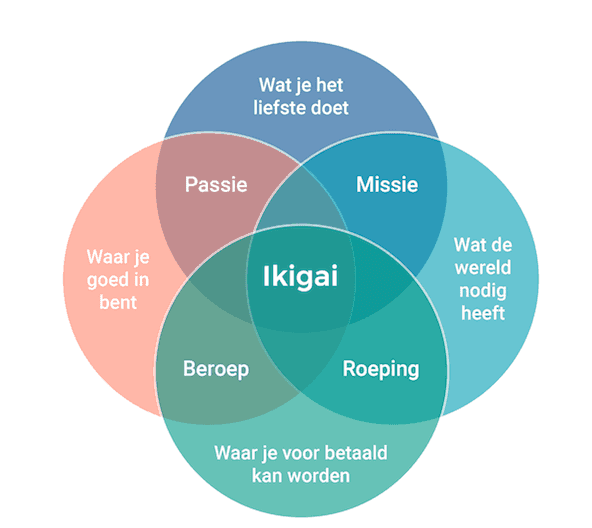 Wat je het
liefste doet
Passie
Missie
Waar je
goed in
bent
Ikigai
Wat de
wereld
nodig
heeft
Beroep
Roeping
Waar je voor betaald
kan worden